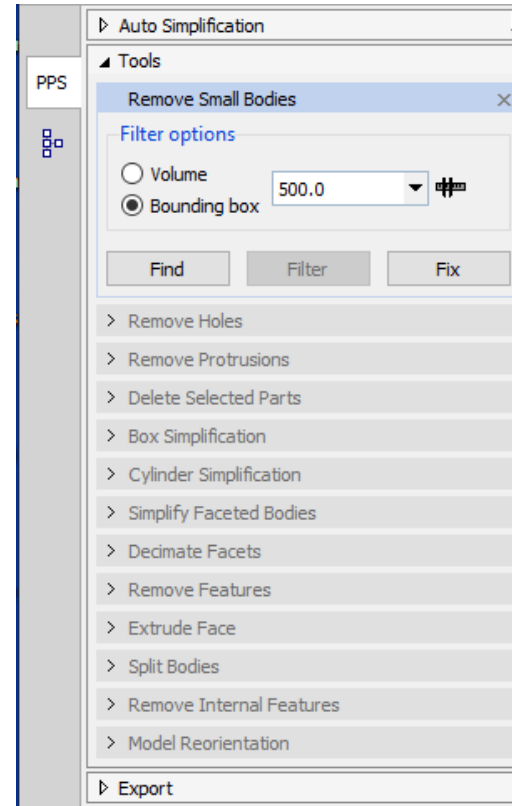 Auto Simplification
Tools
PPS
Remove Small Bodies
Filter options
Volume
500.0
Bounding box
Find Filter Fix
Remove Holes
Remove Protrusions
Delete Selected Parts
Box Simplification
Cylinder Simplification
Simplify Faceted Bodies
Decimate Facets
Remove Features
Extrude Face
Split Bodies
Remove Internal Features
Model Reorientation
Export